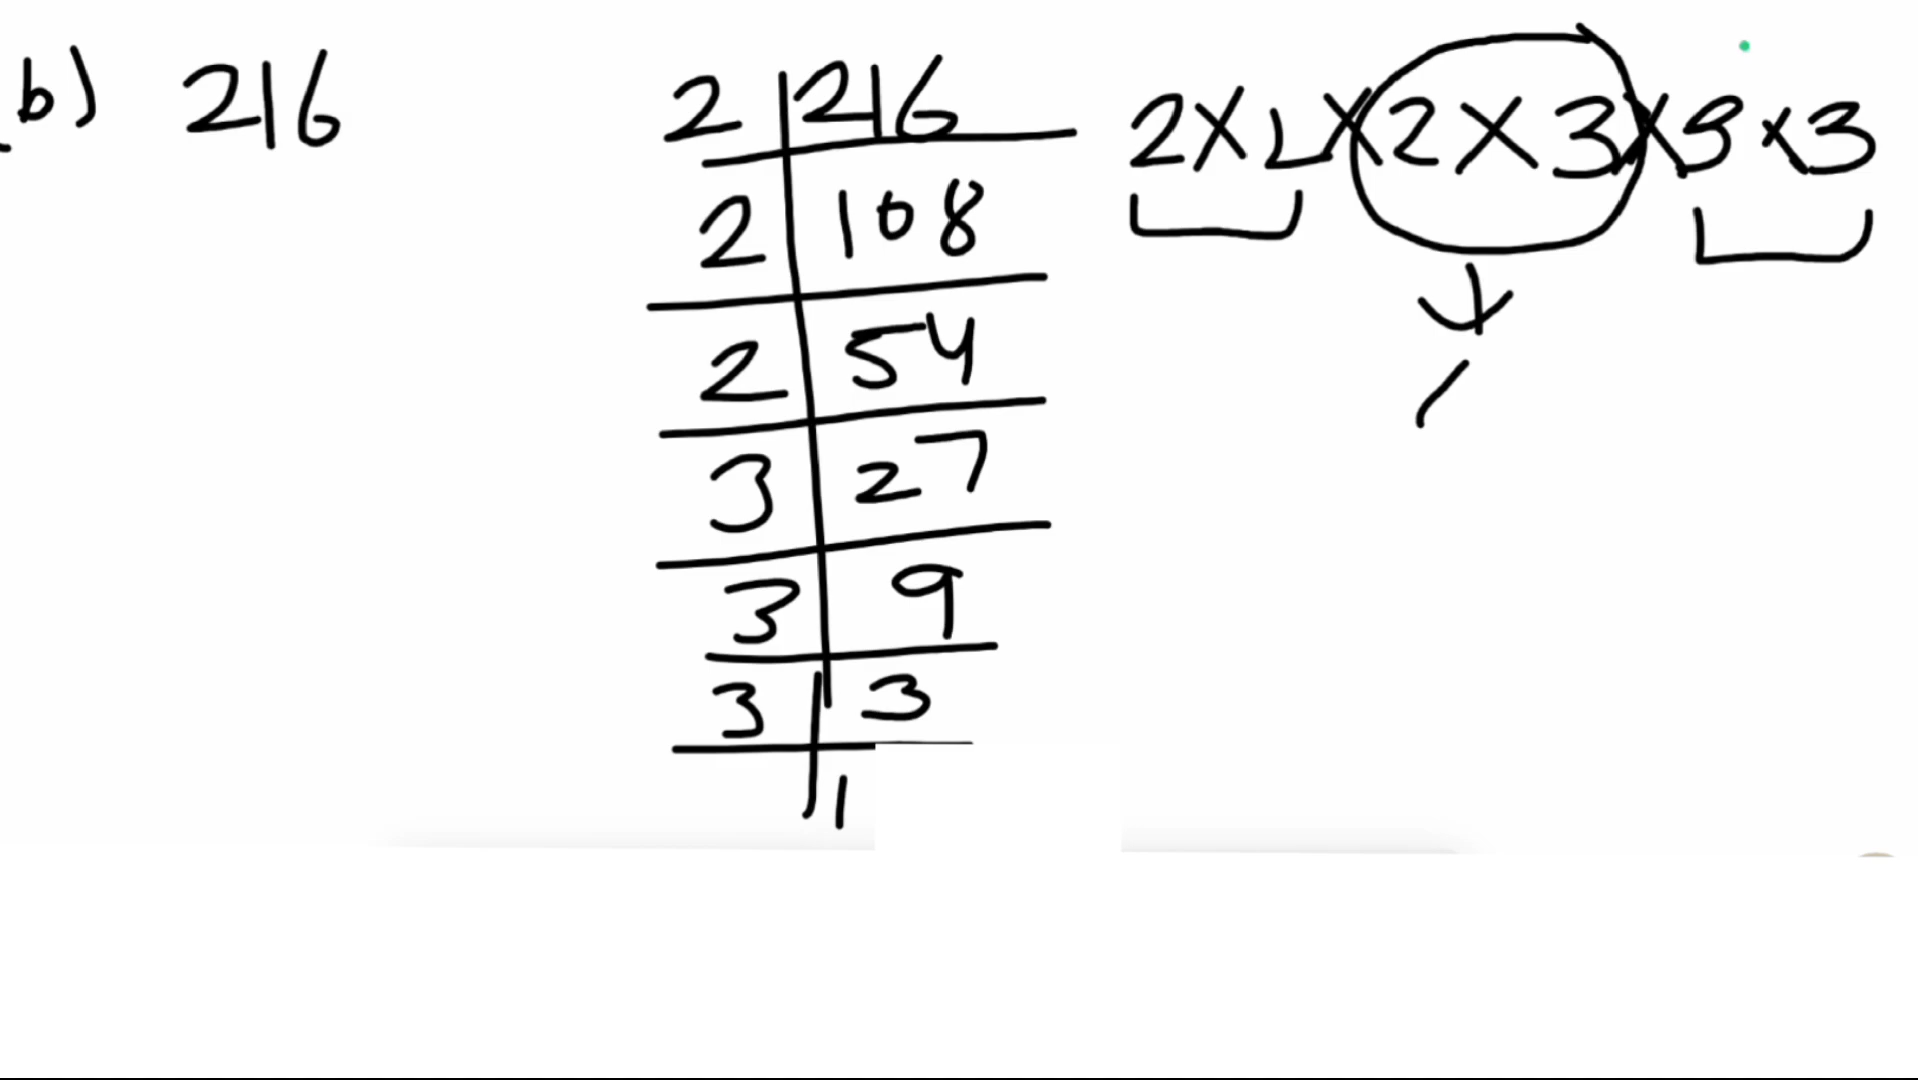 b) 216
2 | 216
2 | 108
2 | 54
3 | 27
3 | 9
3 | 3
1
2 × 2 × 2 × 3 × 3 × 3